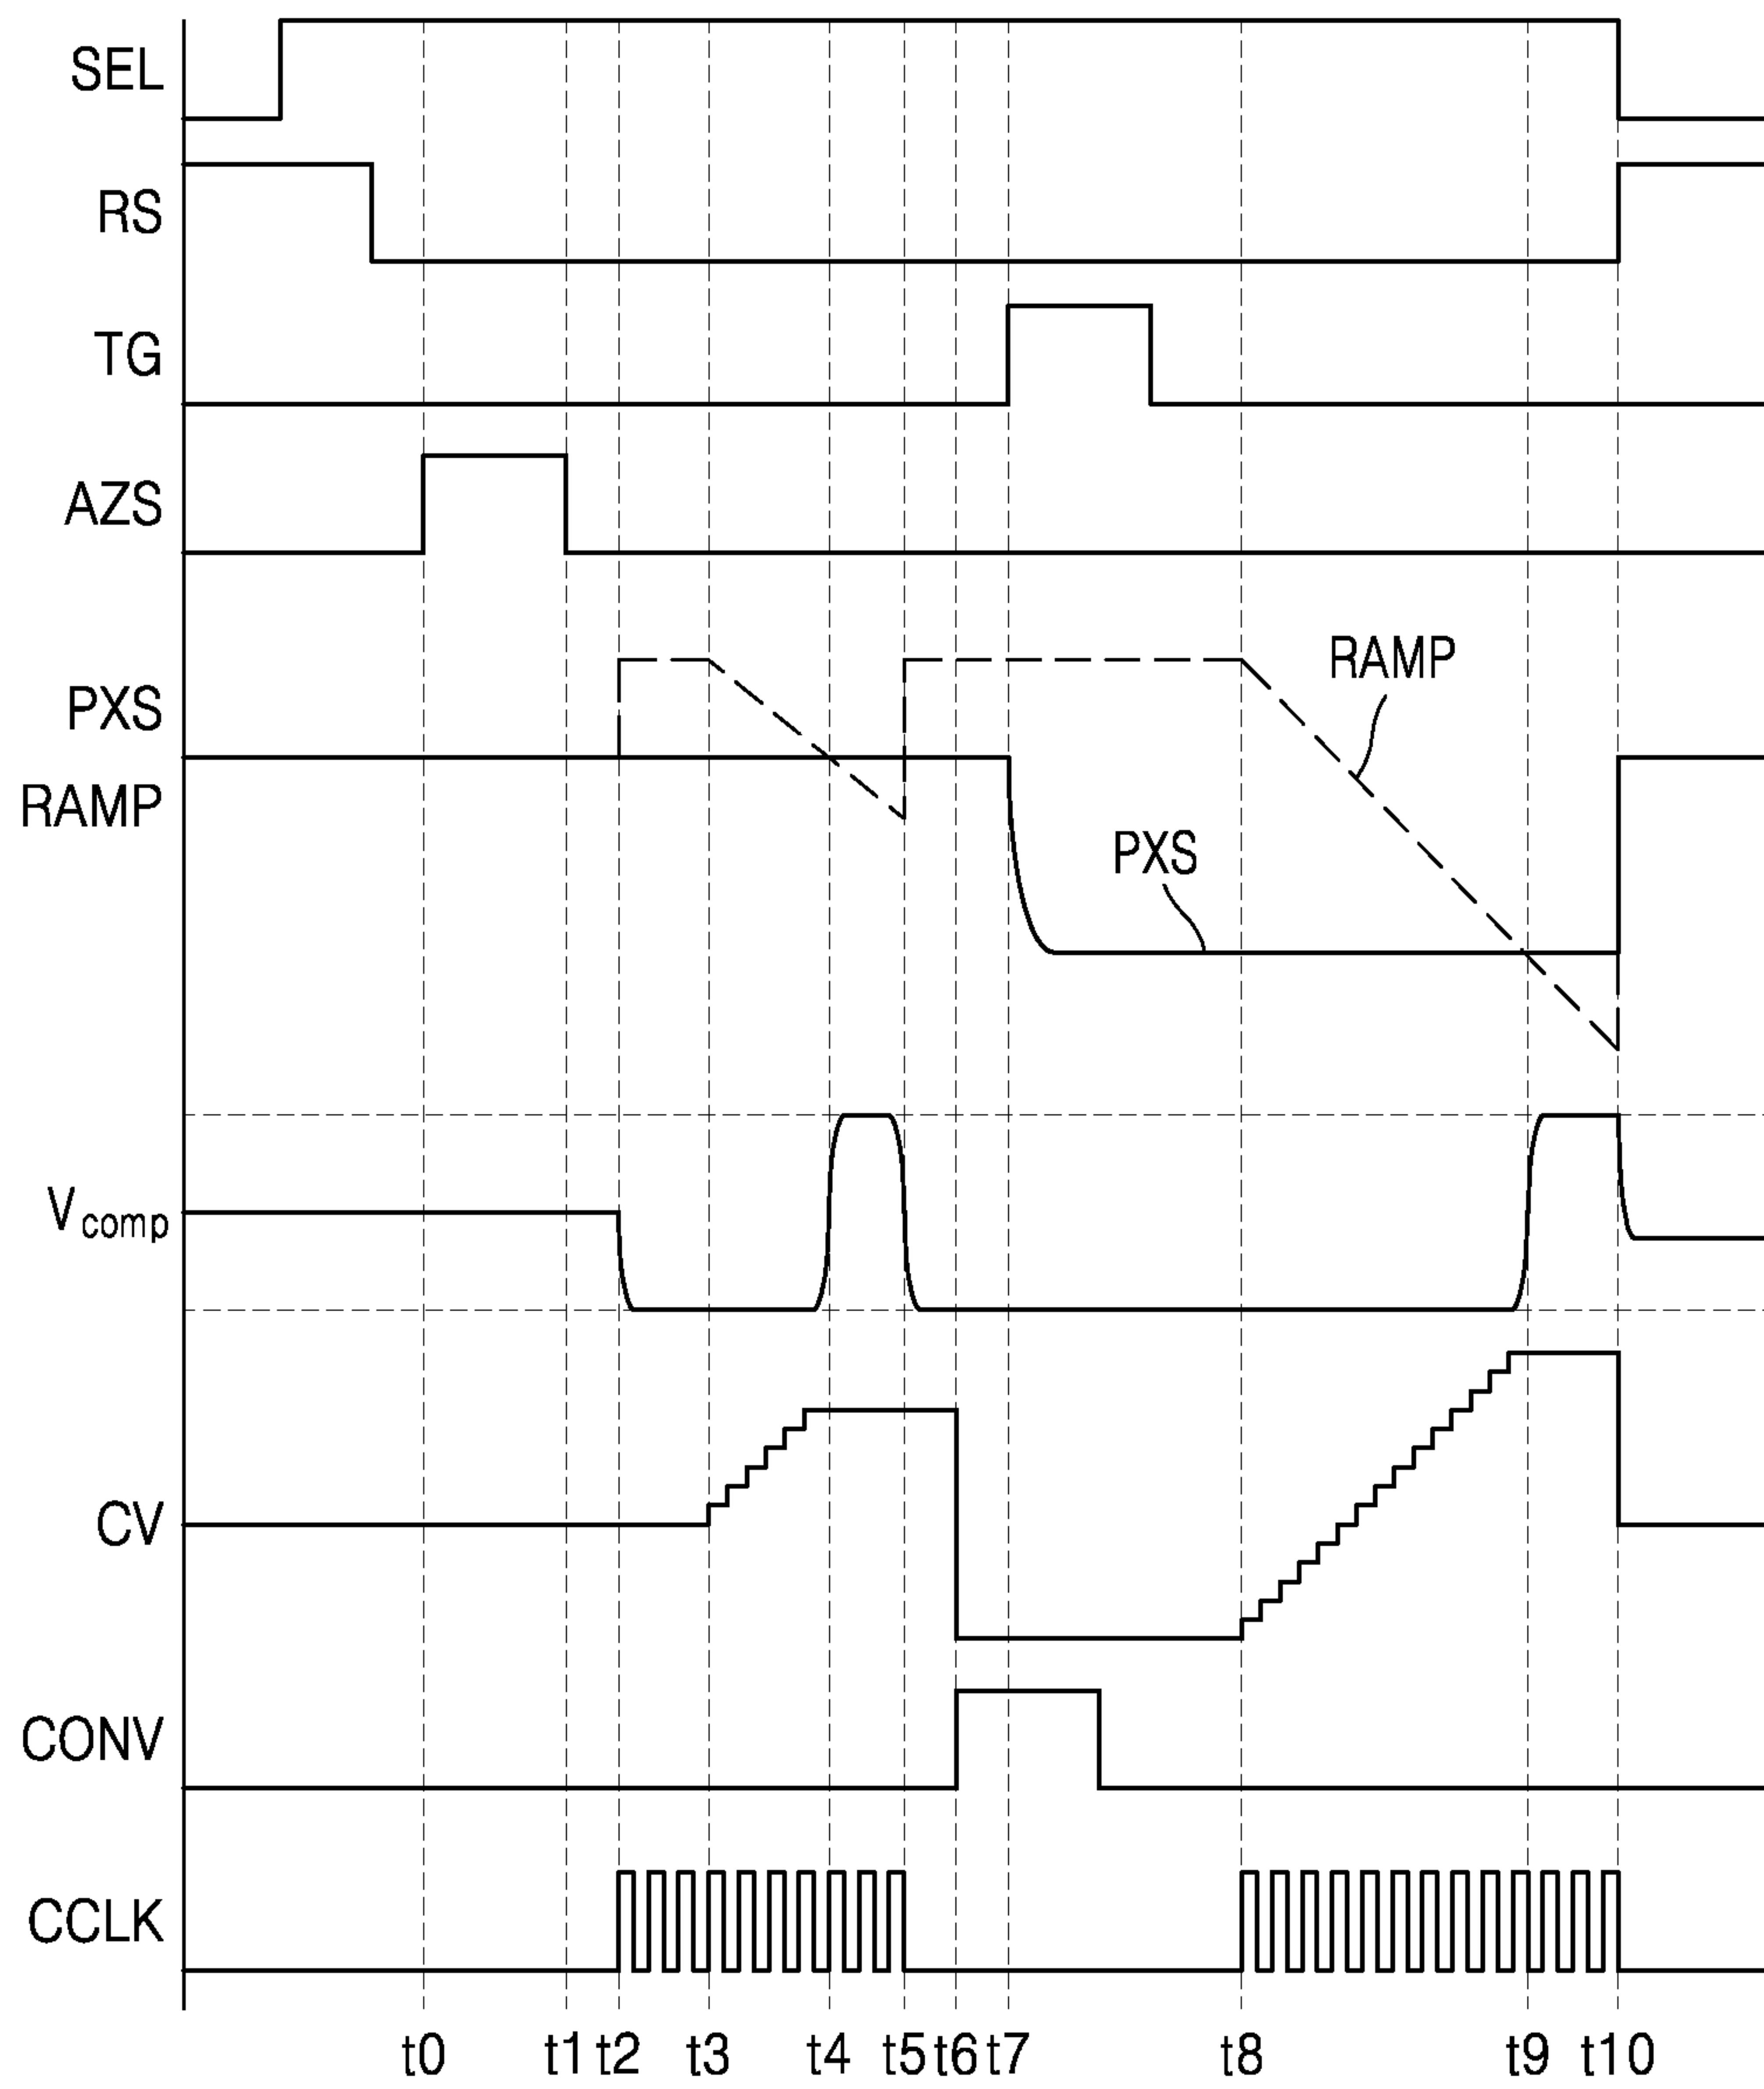 SEL
RS
TG
AZS
RAMP
PXS
RAMP
PXS
Vcomp
CV
CONV
CCLK
t0 t1 t2 t3 t4 t5 t6 t7 t8 t9 t10